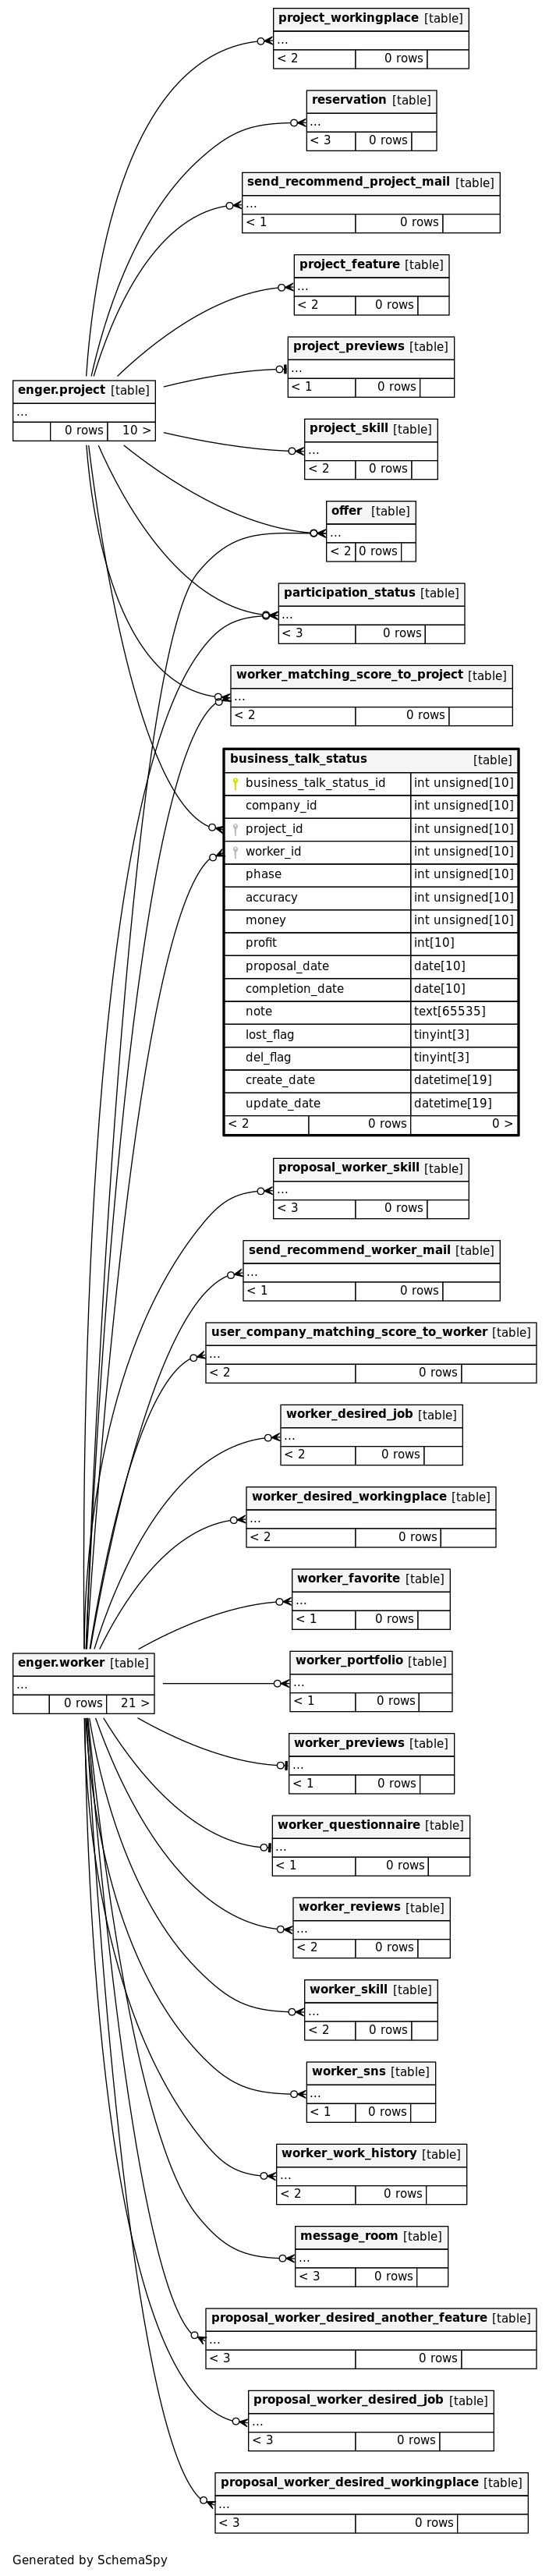 project_workingplace [table]
...
< 2 0 rows
reservation [table]
...
< 3 0 rows
send_recommend_project_mail [table]
...
< 1 0 rows
project_feature [table]
...
< 2 0 rows
project_previews [table]
...
< 1 0 rows
enger.project [table]
...
0 rows 10 >
project_skill [table]
...
< 2 0 rows
offer [table]
...
< 2 0 rows
participation_status [table]
...
< 3 0 rows
worker_matching_score_to_project [table]
...
< 2 0 rows
business_talk_status [table]
business_talk_status_id int unsigned[10]
company_id int unsigned[10]
project_id int unsigned[10]
worker_id int unsigned[10]
phase int unsigned[10]
accuracy int unsigned[10]
money int unsigned[10]
profit int[10]
proposal_date date[10]
completion_date date[10]
note text[65535]
lost_flag tinyint[3]
del_flag tinyint[3]
create_date datetime[19]
update_date datetime[19]
< 2 0 rows 0 >
proposal_worker_skill [table]
...
< 3 0 rows
send_recommend_worker_mail [table]
...
< 1 0 rows
user_company_matching_score_to_worker [table]
...
< 2 0 rows
worker_desired_job [table]
...
< 2 0 rows
worker_desired_workingplace [table]
...
< 2 0 rows
worker_favorite [table]
...
< 1 0 rows
enger.worker [table]
...
0 rows 21 >
worker_portfolio [table]
...
< 1 0 rows
worker_previews [table]
...
< 1 0 rows
worker_questionnaire [table]
...
< 1 0 rows
worker_reviews [table]
...
< 2 0 rows
worker_skill [table]
...
< 2 0 rows
worker_sns [table]
...
< 1 0 rows
worker_work_history [table]
...
< 2 0 rows
message_room [table]
...
< 3 0 rows
proposal_worker_desired_another_feature [table]
...
< 3 0 rows
proposal_worker_desired_job [table]
...
< 3 0 rows
proposal_worker_desired_workingplace [table]
...
< 3 0 rows
Generated by SchemaSpy